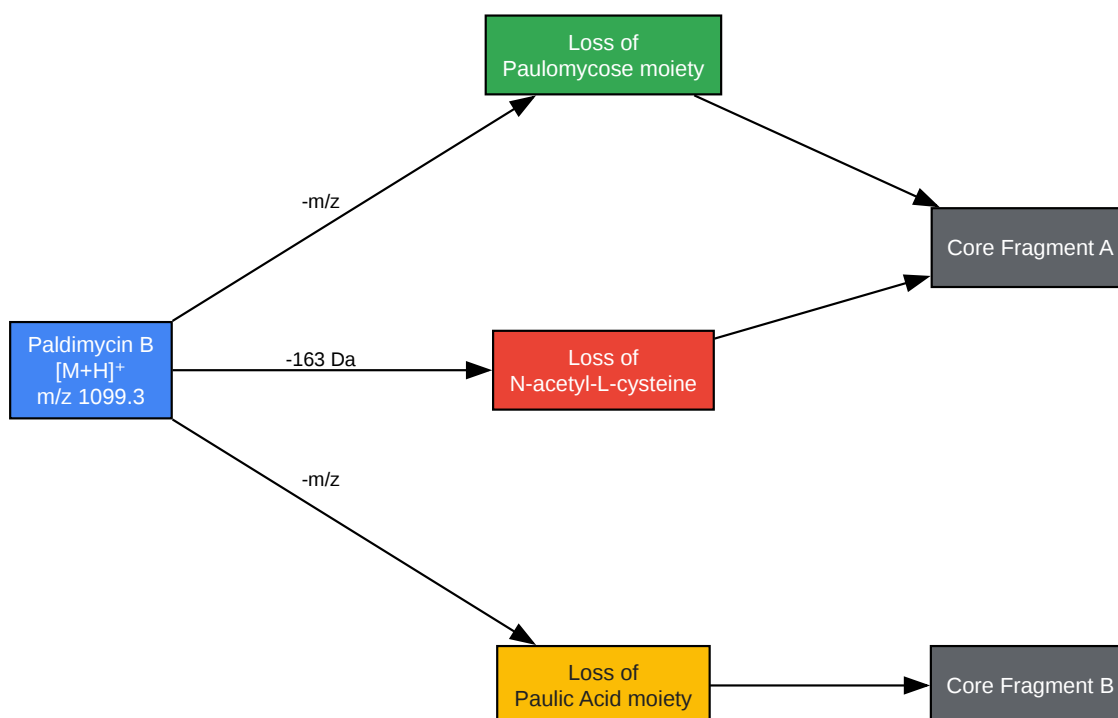 Loss of
Paulomycose moiety
-m/z
Core Fragment A
Paldimycin B
[M+H]⁺
m/z 1099.3
-163 Da
Loss of
N-acetyl-L-cysteine
-m/z
Loss of
Paulic Acid moiety
Core Fragment B